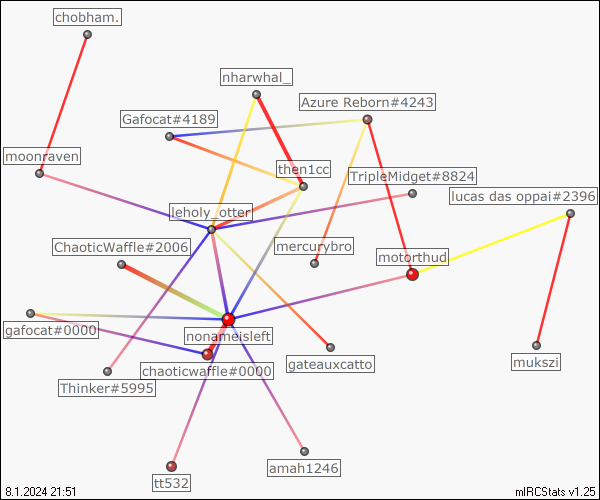 chobham.
nharwhal_
Azure Reborn#4243
Gafocat#4189
moonraven
then1cc
TripleMidget#8824
lucas das oppai#2396
leholy_otter
ChaoticWaffle#2006
mercurybro
motorthud
gafocat#0000
nonameisleft
chaoticwaffle#0000
gateauxcatto
mukszi
Thinker#5995
amah1246
tt532
8.1.2024 21:51
mIRCStats v1.25